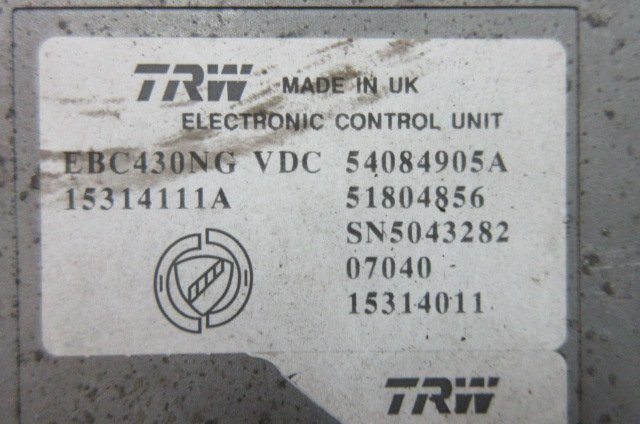 TRW MADE IN UK
ELECTRONIC CONTROL UNIT
EBC430NG VDC 54084905A
15314111A 51804856
SN5043282
07040
15314011
TRW